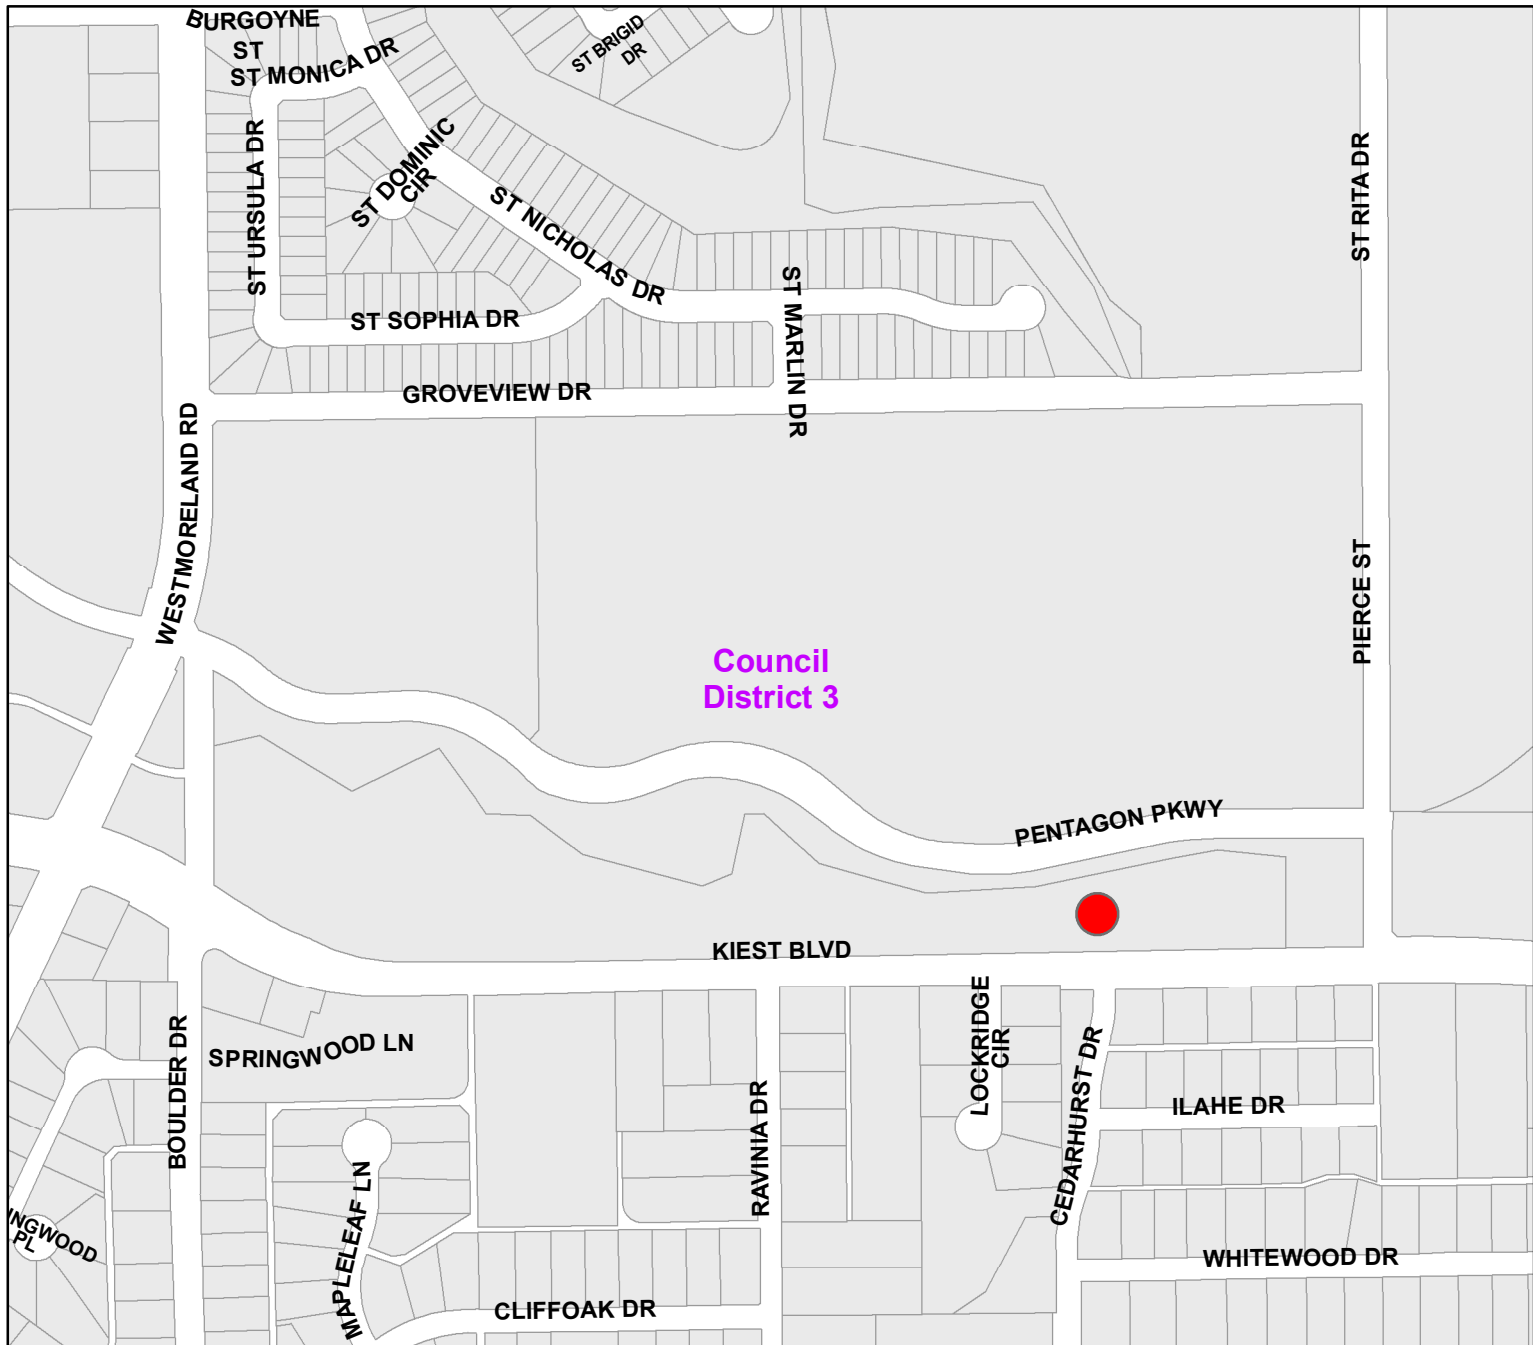 BURGOYNE
ST
ST MONICA DR
ST BRIGID
DR
ST URSULA DR
ST DOMINIC
CIR
ST NICHOLAS DR
ST RITA DR
ST SOPHIA DR
ST MARLIN DR
GROVEVIEW DR
WESTMORELAND RD
PIERCE ST
Council
District 3
PENTAGON PKWY
KIEST BLVD
LOCKRIDGE
CIR
BOULDER DR
SPRINGWOOD LN
CEDARHURST DR
RAVINIA DR
ILAHE DR
MAPLELEAF LN
INGWOOD
PL
WHITEWOOD DR
CLIFFOAK DR